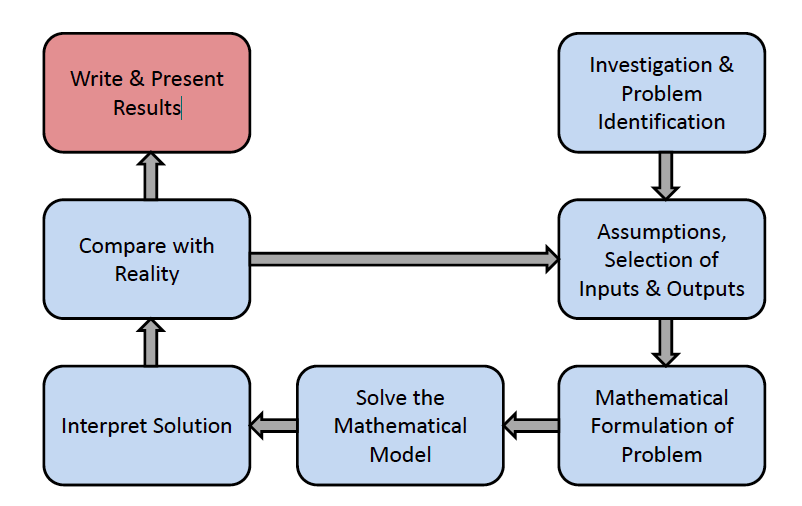 Write & Present
Results
Investigation &
Problem
Identification
Compare with
Reality
Assumptions,
Selection of
Inputs & Outputs
Interpret Solution
Solve the
Mathematical
Model
Mathematical
Formulation of
Problem